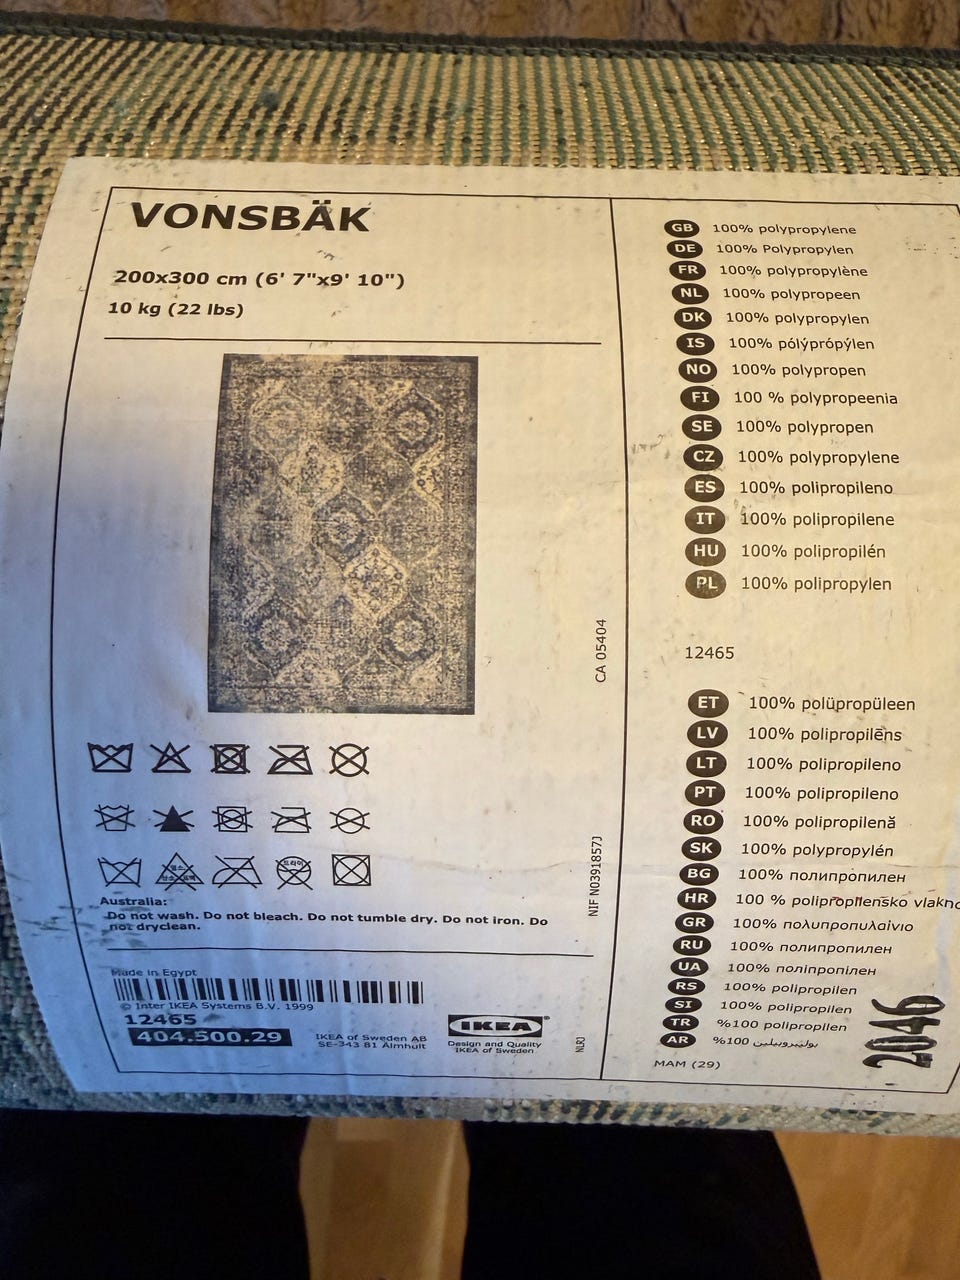 VONSBÄK
200x300 cm (6' 7"x9' 10")
10 kg (22 lbs)
CA 05404
NIF N0391857J
Australia:
Do not wash. Do not bleach. Do not tumble dry. Do not iron. Do
not dryclean.
Made in Egypt
© Inter IKEA Systems B.V. 1999
12465
404.500.29
IKEA of Sweden AB
SE-343 81 Älmhult
IKEA®
Design and Quality
IKEA of Sweden
GB 100% polypropylene
DE 100% Polypropylen
FR 100% polypropylène
NL 100% polypropeen
DK 100% polypropylen
IS 100% pólýprópýlen
NO 100% polypropen
FI 100 % polypropeenia
SE 100% polypropen
CZ 100% polypropylene
ES 100% polipropileno
IT 100% polipropilene
HU 100% polipropilén
PL 100% polipropylen
12465
ET 100% polüpropüleen
LV 100% polipropilēns
LT 100% polipropileno
PT 100% polipropileno
RO 100% polipropilenă
SK 100% polypropylén
BG 100% полипропилен
HR 100 % polipropilensko vlakno
GR 100% πολυπροπυλαίνιο
RU 100% полипропилен
UA 100% поліпропілен
RS 100% polipropilen
SI 100% polipropilen
TR %100 polipropilen
AR %100 بوليبروبيلين
MAM (29)
2046